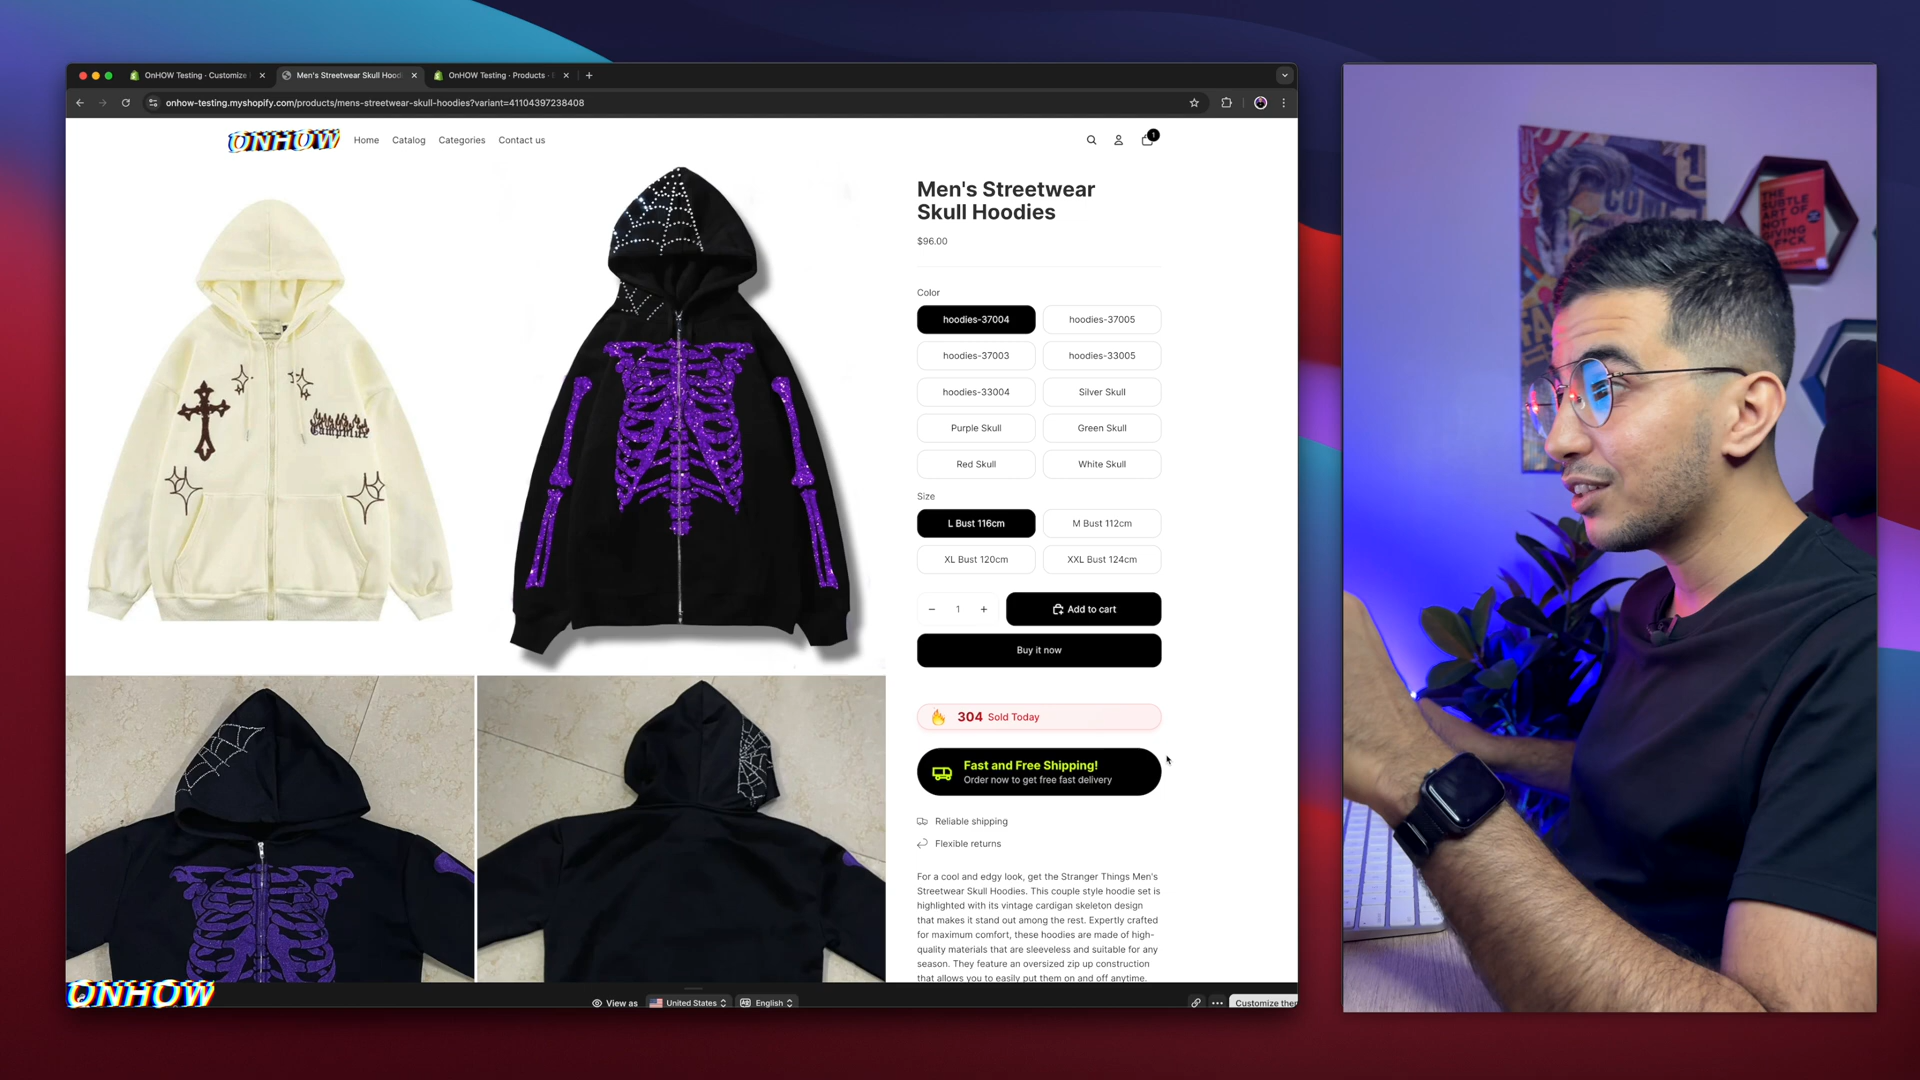 OnHOW Testing · Customize
Men's Streetwear Skull Hood
OnHOW Testing · Products ·
onhow-testing.myshopify.com/products/mens-streetwear-skull-hoodies?variant=41104397238408
ONHOW
Home
Catalog
Categories
Contact us
1
Men's Streetwear
Skull Hoodies
$96.00
Color
hoodies-37004
hoodies-37005
hoodies-37003
hoodies-33005
hoodies-33004
Silver Skull
Purple Skull
Green Skull
Red Skull
White Skull
Size
L Bust 116cm
M Bust 112cm
XL Bust 120cm
XXL Bust 124cm
− 1 +
Add to cart
Buy it now
304 Sold Today
Fast and Free Shipping!
Order now to get free fast delivery
Reliable shipping
Flexible returns
For a cool and edgy look, get the Stranger Things Men's
Streetwear Skull Hoodies. This couple style hoodie set is
highlighted with its vintage cardigan skeleton design
that makes it stand out among the rest. Expertly crafted
for maximum comfort, these hoodies are made of high-
quality materials that are sleeveless and suitable for any
season. They feature an oversized zip up construction
that allows you to easily put them on and off anytime.
ONHOW
View as
United States
English
Customize ther
THE
SUBTLE
ART OF
NOT
GIVING
A F*CK